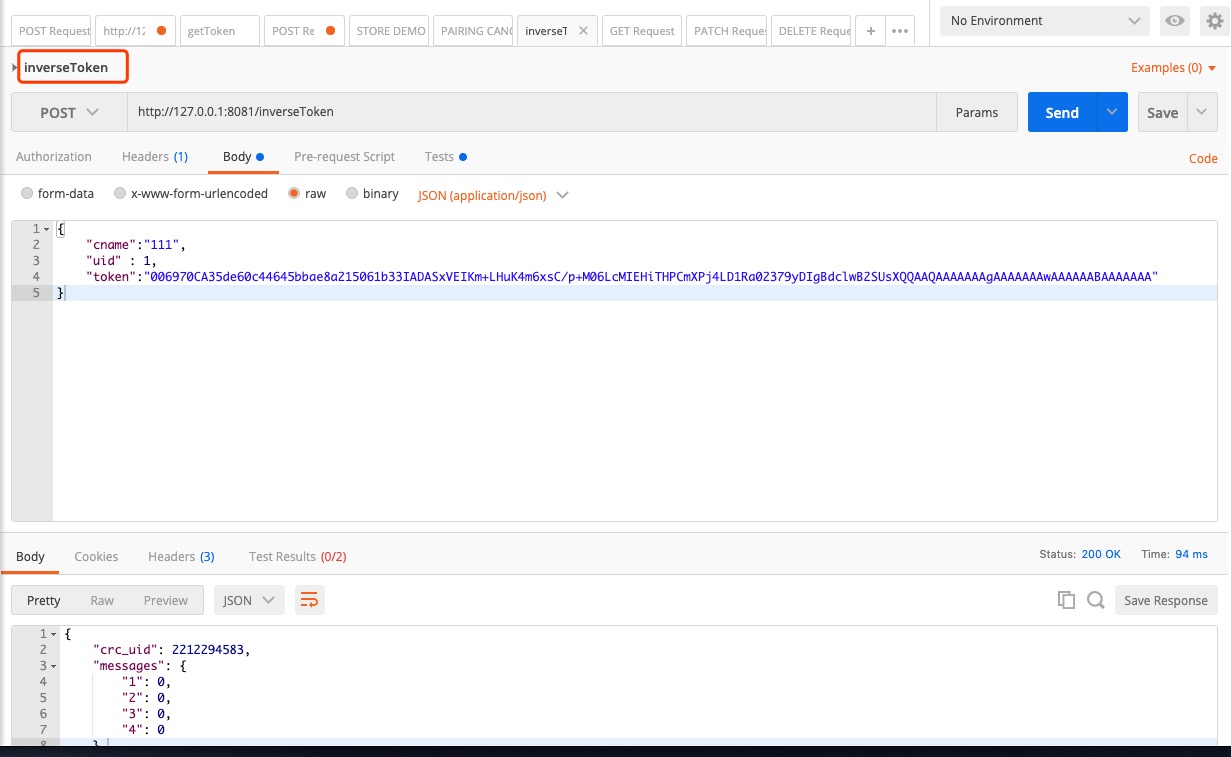 POST Request http://12 getToken POST Re STORE DEMO PAIRING CAN inverseT GET Request PATCH Reque DELETE Reque + ••• No Environment
inverseToken Examples (0)
POST http://127.0.0.1:8081/inverseToken Params Send Save
Authorization Headers (1) Body Pre-request Script Tests Code
form-data x-www-form-urlencoded raw binary JSON (application/json)
1 {
2 "cname":"111",
3 "uid" : 1,
4 "token":"006970CA35de60c44645bbae8a215061b33IADASxVEIKm+LHuK4m6xsC/p+M06LcMIEHiTHPCmXPj4LD1Ra02379yDIgBdclwB2SUsXQQAAQAAAAAAAgAAAAAAAwAAAAAABAAAAAAA"
5 }
Body Cookies Headers (3) Test Results (0/2) Status: 200 OK Time: 94 ms
Pretty Raw Preview JSON Save Response
1 {
2 "crc_uid": 2212294583,
3 "messages": {
4 "1": 0,
5 "2": 0,
6 "3": 0,
7 "4": 0
8 }